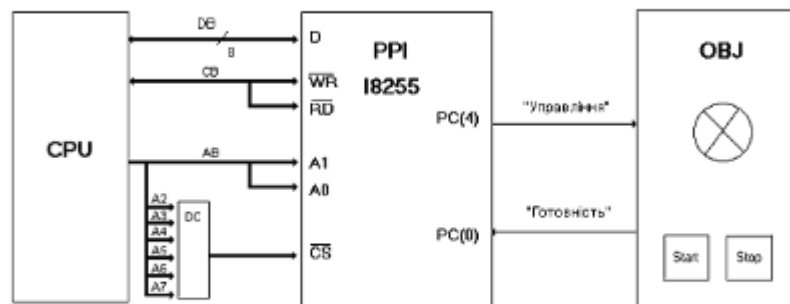 DB
8
CB
CPU
AB
A2
A3
A4
A5
A6
A7
DC
D
PPI
I8255
WR
RD
PC(4)
A1
A0
PC(0)
CS
"Управління"
"Готовність"
OBJ
Start
Stop